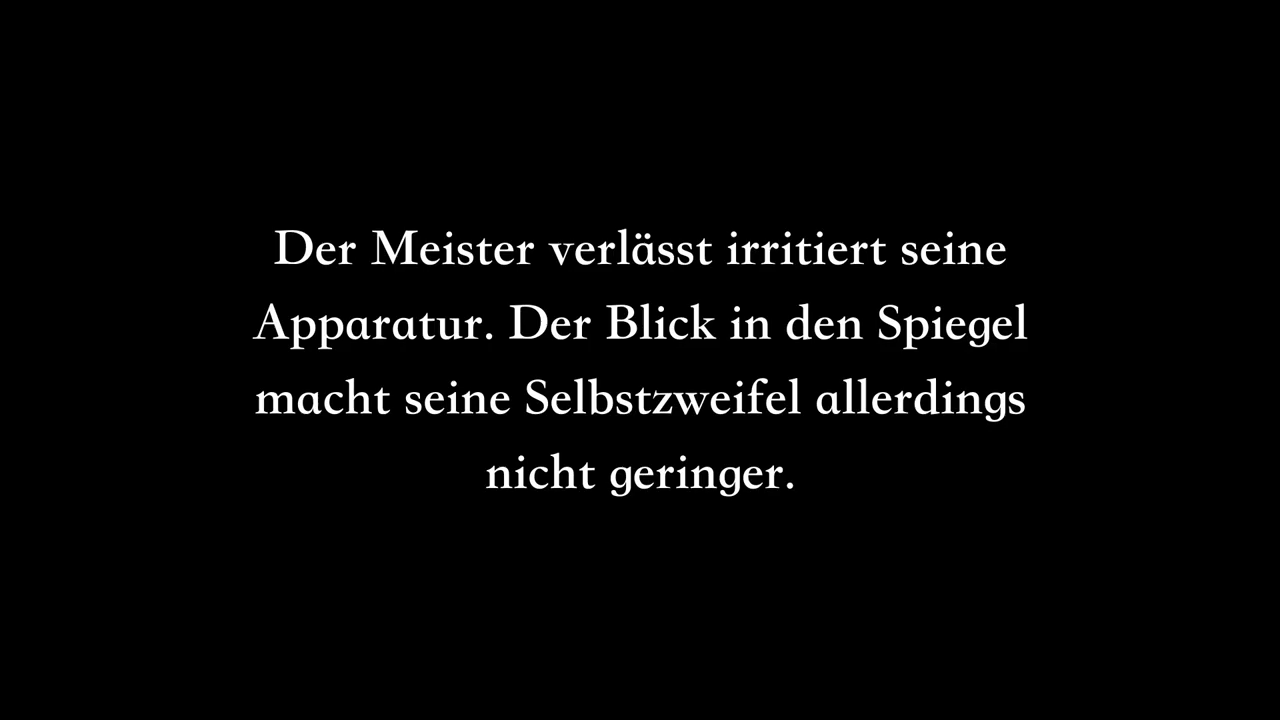 Der Meister verlässt irritiert seine
Apparatur. Der Blick in den Spiegel
macht seine Selbstzweifel allerdings
nicht geringer.